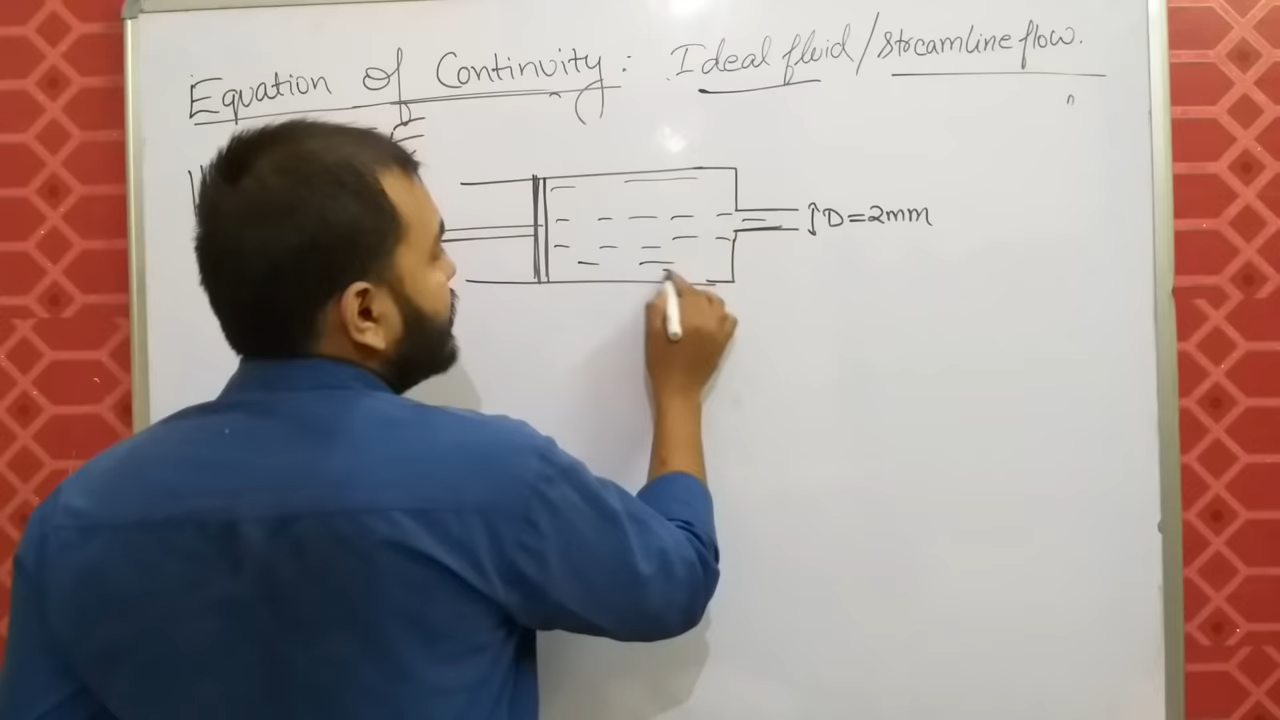 Equation of Continuity : Ideal fluid / streamline flow.
D=2mm